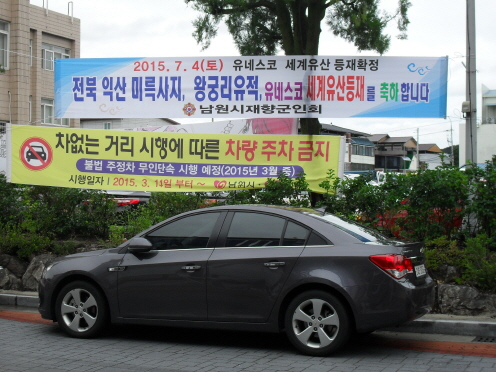 2015. 7. 4(토) 유네스코 세계유산 등재확정
전북 익산 미륵사지, 왕궁리유적, 유네스코 세계유산등재를 축하합니다
남원시재향군인회
차없는 거리 시행에 따른 차량 주차 금지
불법 주정차 무인단속 예정(2015년 3월 중)
시행일자 : 2015. 3. 14일 부터 ~ 남원시